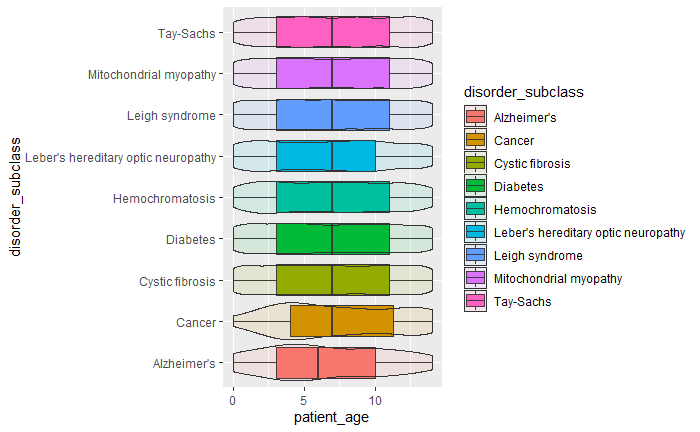 disorder_subclass
Tay-Sachs
Mitochondrial myopathy
Leigh syndrome
Leber's hereditary optic neuropathy
Hemochromatosis
Diabetes
Cystic fibrosis
Cancer
Alzheimer's
0 5 10
patient_age
disorder_subclass
Alzheimer's
Cancer
Cystic fibrosis
Diabetes
Hemochromatosis
Leber's hereditary optic neuropathy
Leigh syndrome
Mitochondrial myopathy
Tay-Sachs